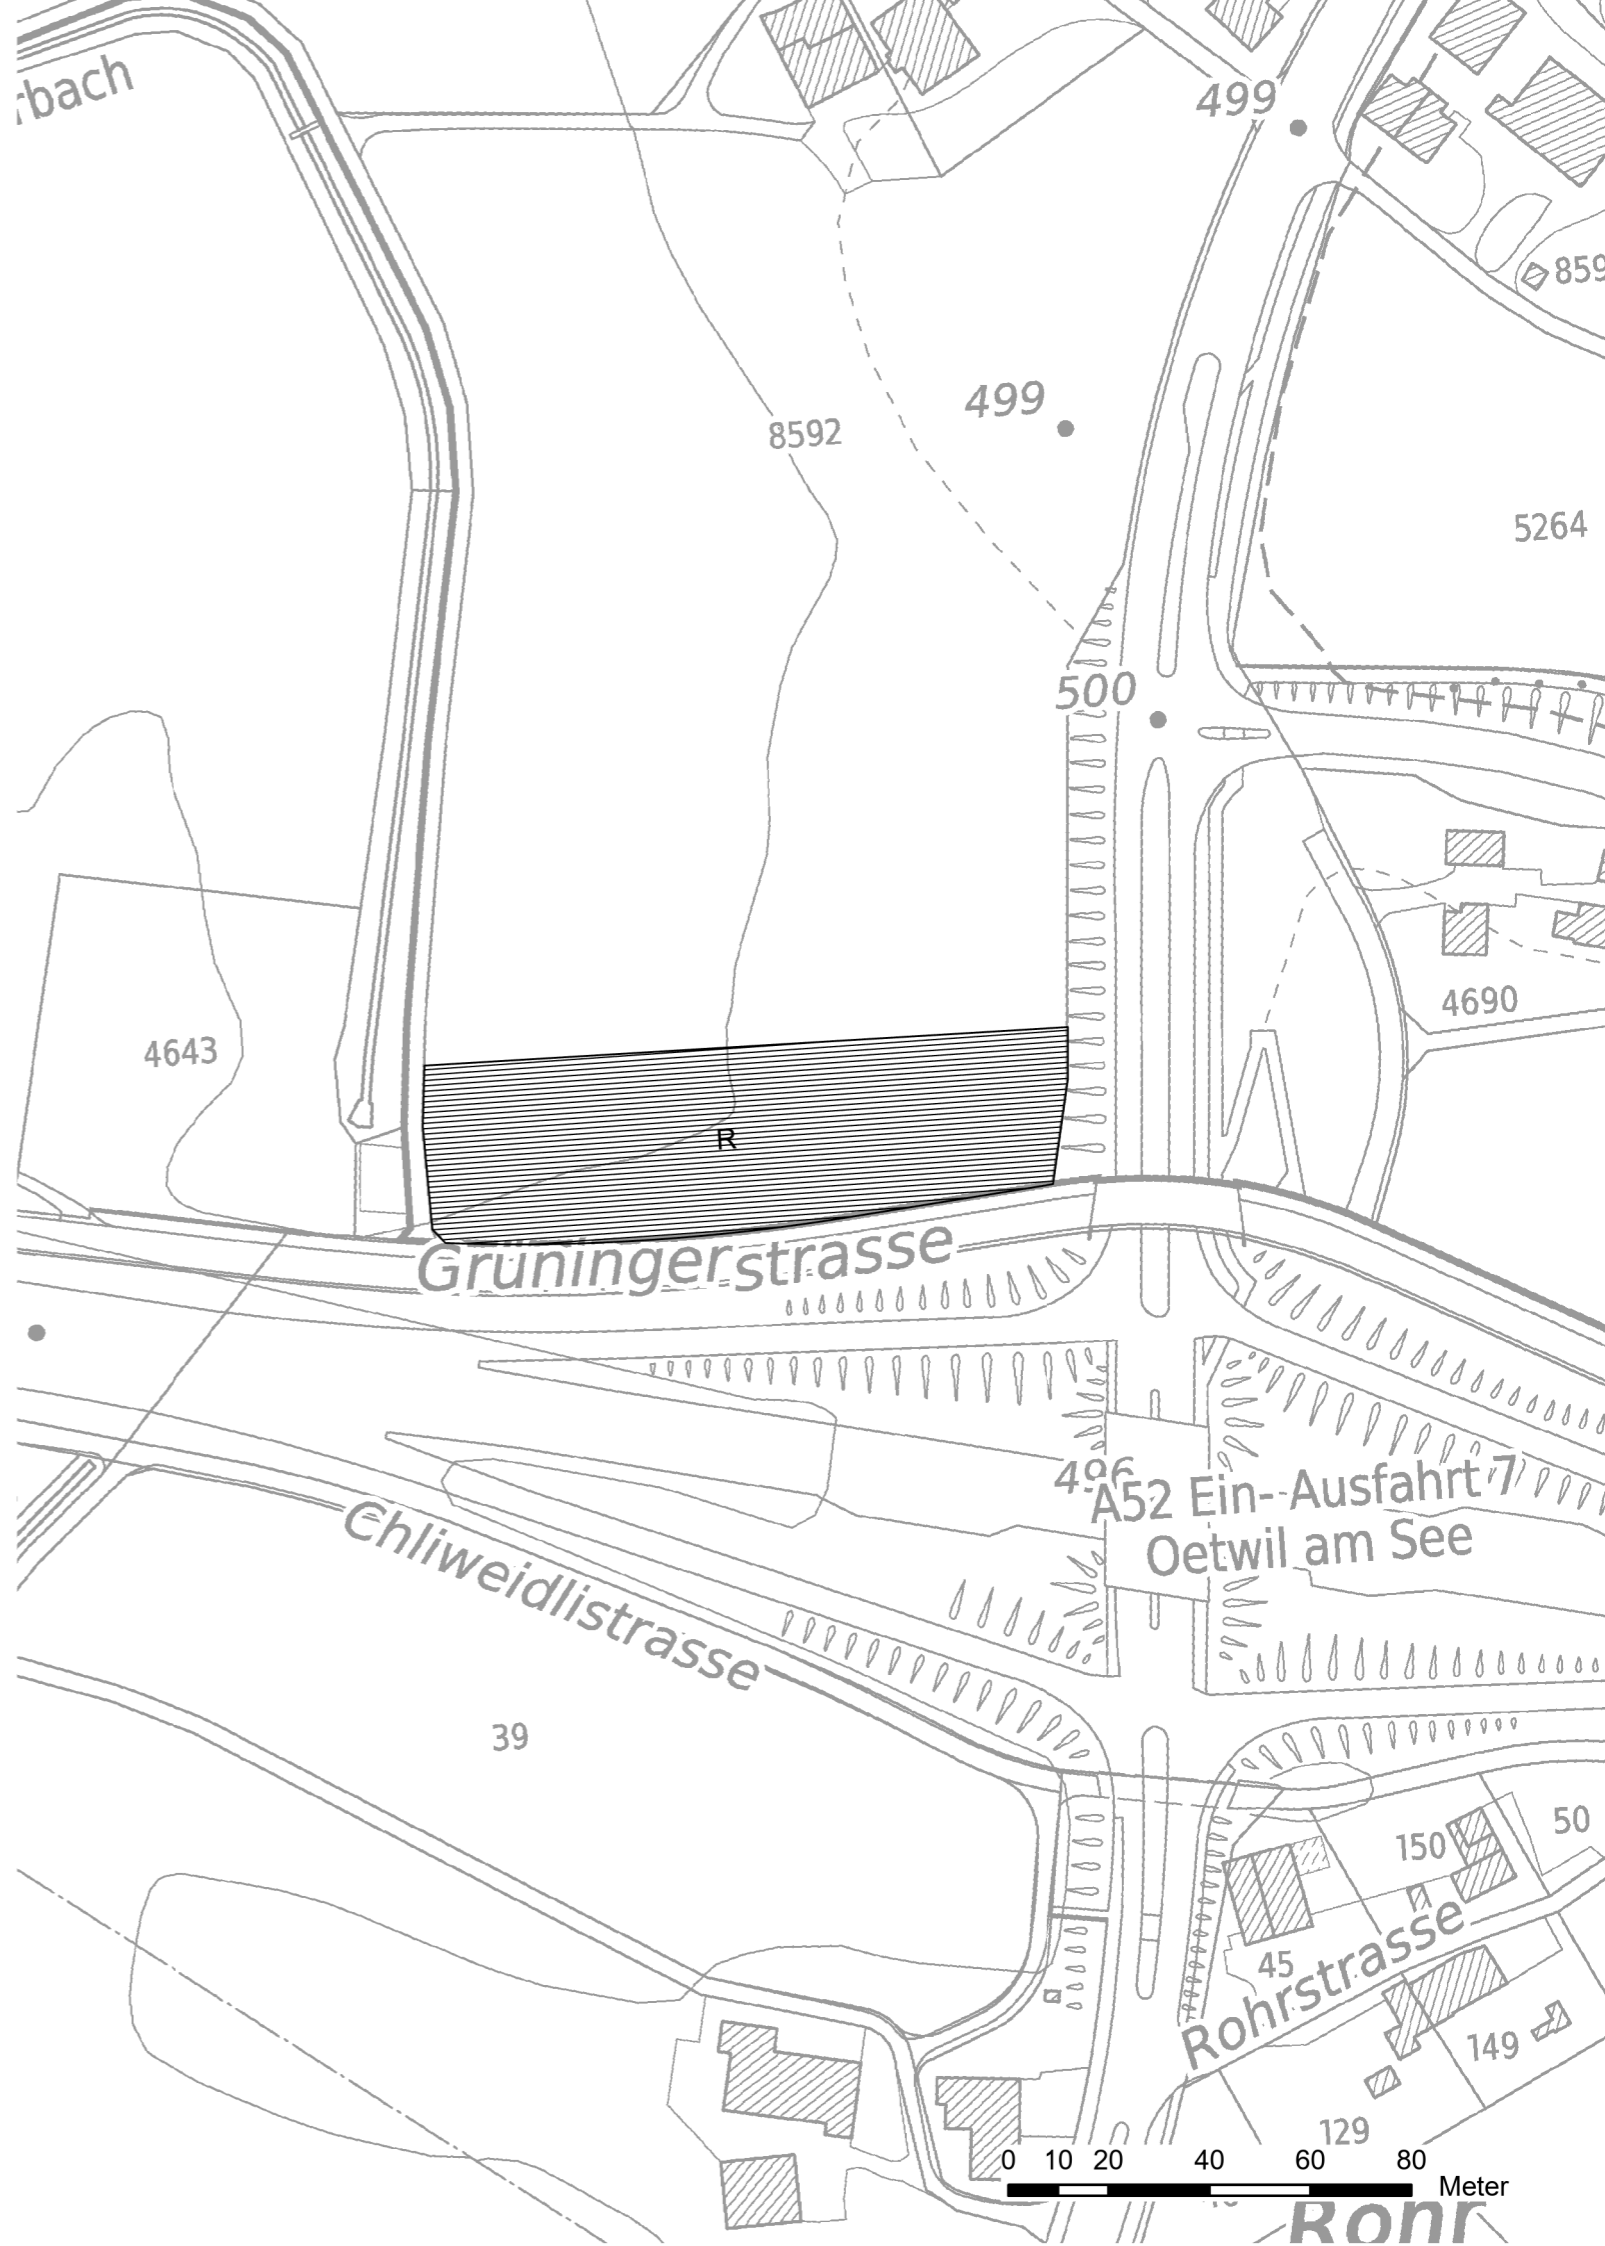 rbach
499
859
499
8592
5264
500
4690
4643
R
Grüningerstrasse
496
A52 Ein- Ausfahrt 7
Oetwil am See
Chliweidlistrasse
39
50
150
45
Rohrstrasse
149
129
0 10 20 40 60 80
Meter
Rohr